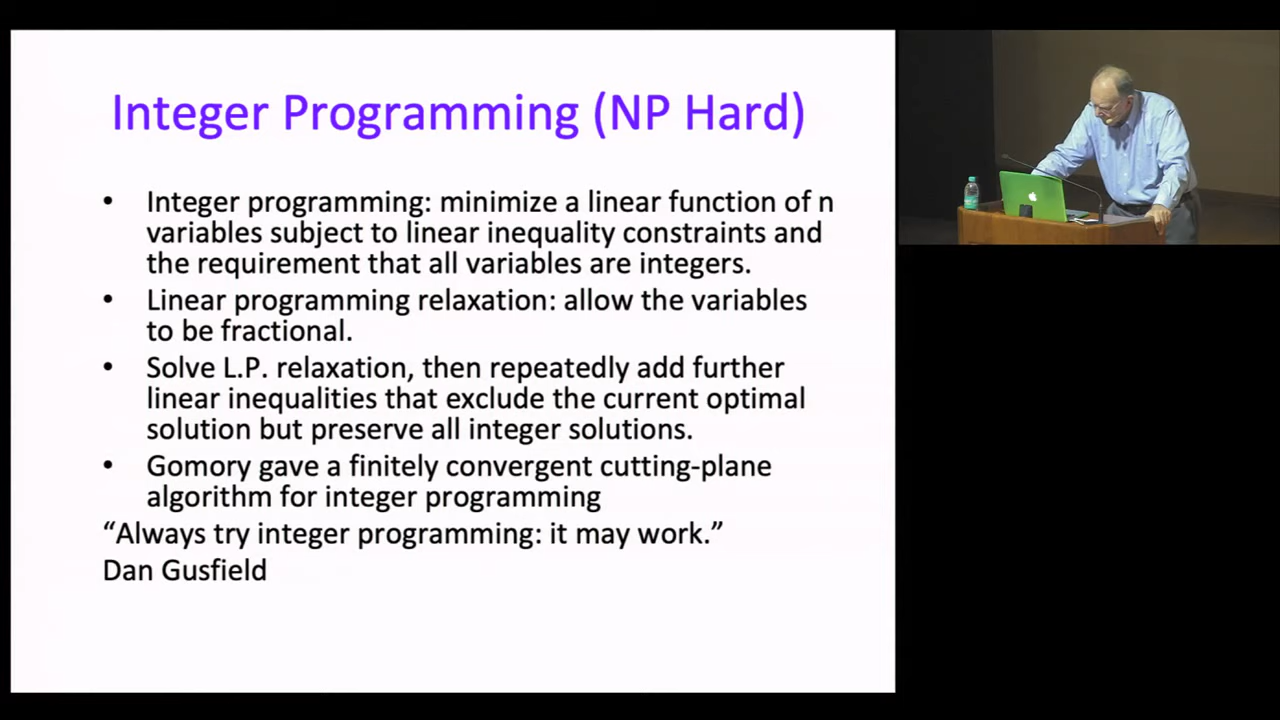 Integer Programming (NP Hard)
• Integer programming: minimize a linear function of n
variables subject to linear inequality constraints and
the requirement that all variables are integers.
• Linear programming relaxation: allow the variables
to be fractional.
• Solve L.P. relaxation, then repeatedly add further
linear inequalities that exclude the current optimal
solution but preserve all integer solutions.
• Gomory gave a finitely convergent cutting-plane
algorithm for integer programming
“Always try integer programming: it may work.”
Dan Gusfield